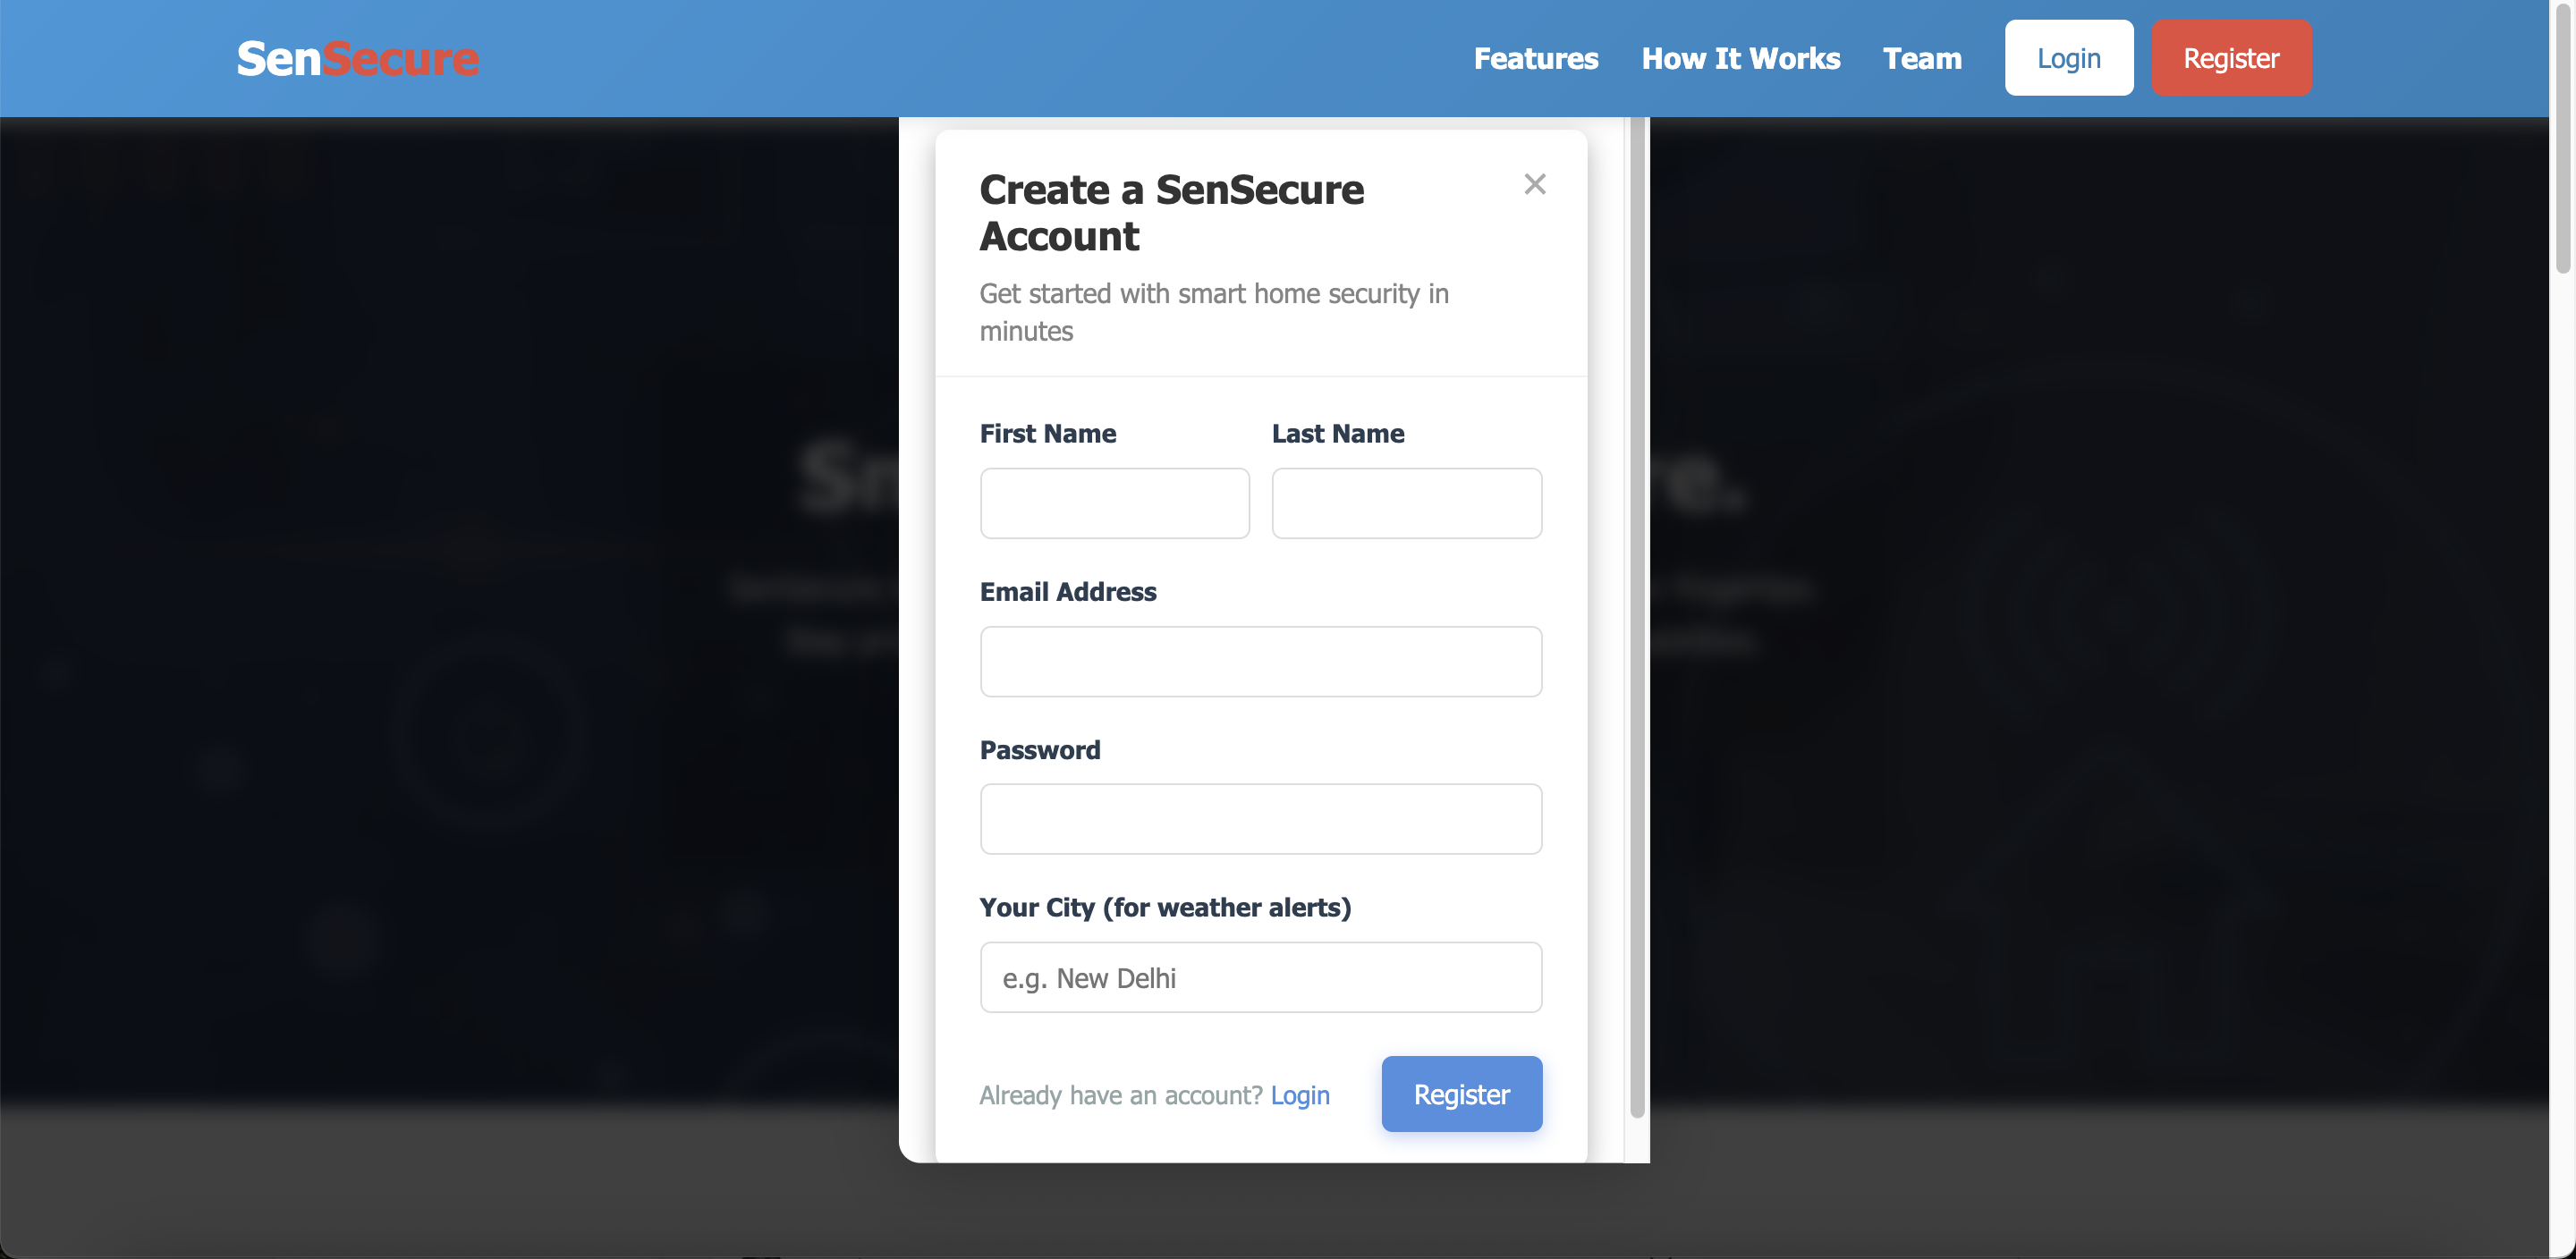 SenSecure
Features How It Works Team Login Register
Create a SenSecure
Account
Get started with smart home security in
minutes
First Name Last Name
Email Address
Password
Your City (for weather alerts)
e.g. New Delhi
Already have an account? Login Register